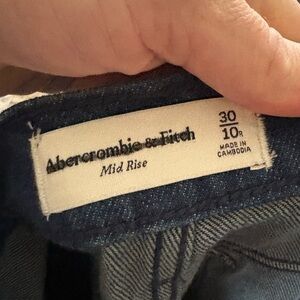 Abercrombie & Fitch
Mid Rise
30
10R
MADE IN
CAMBODIA